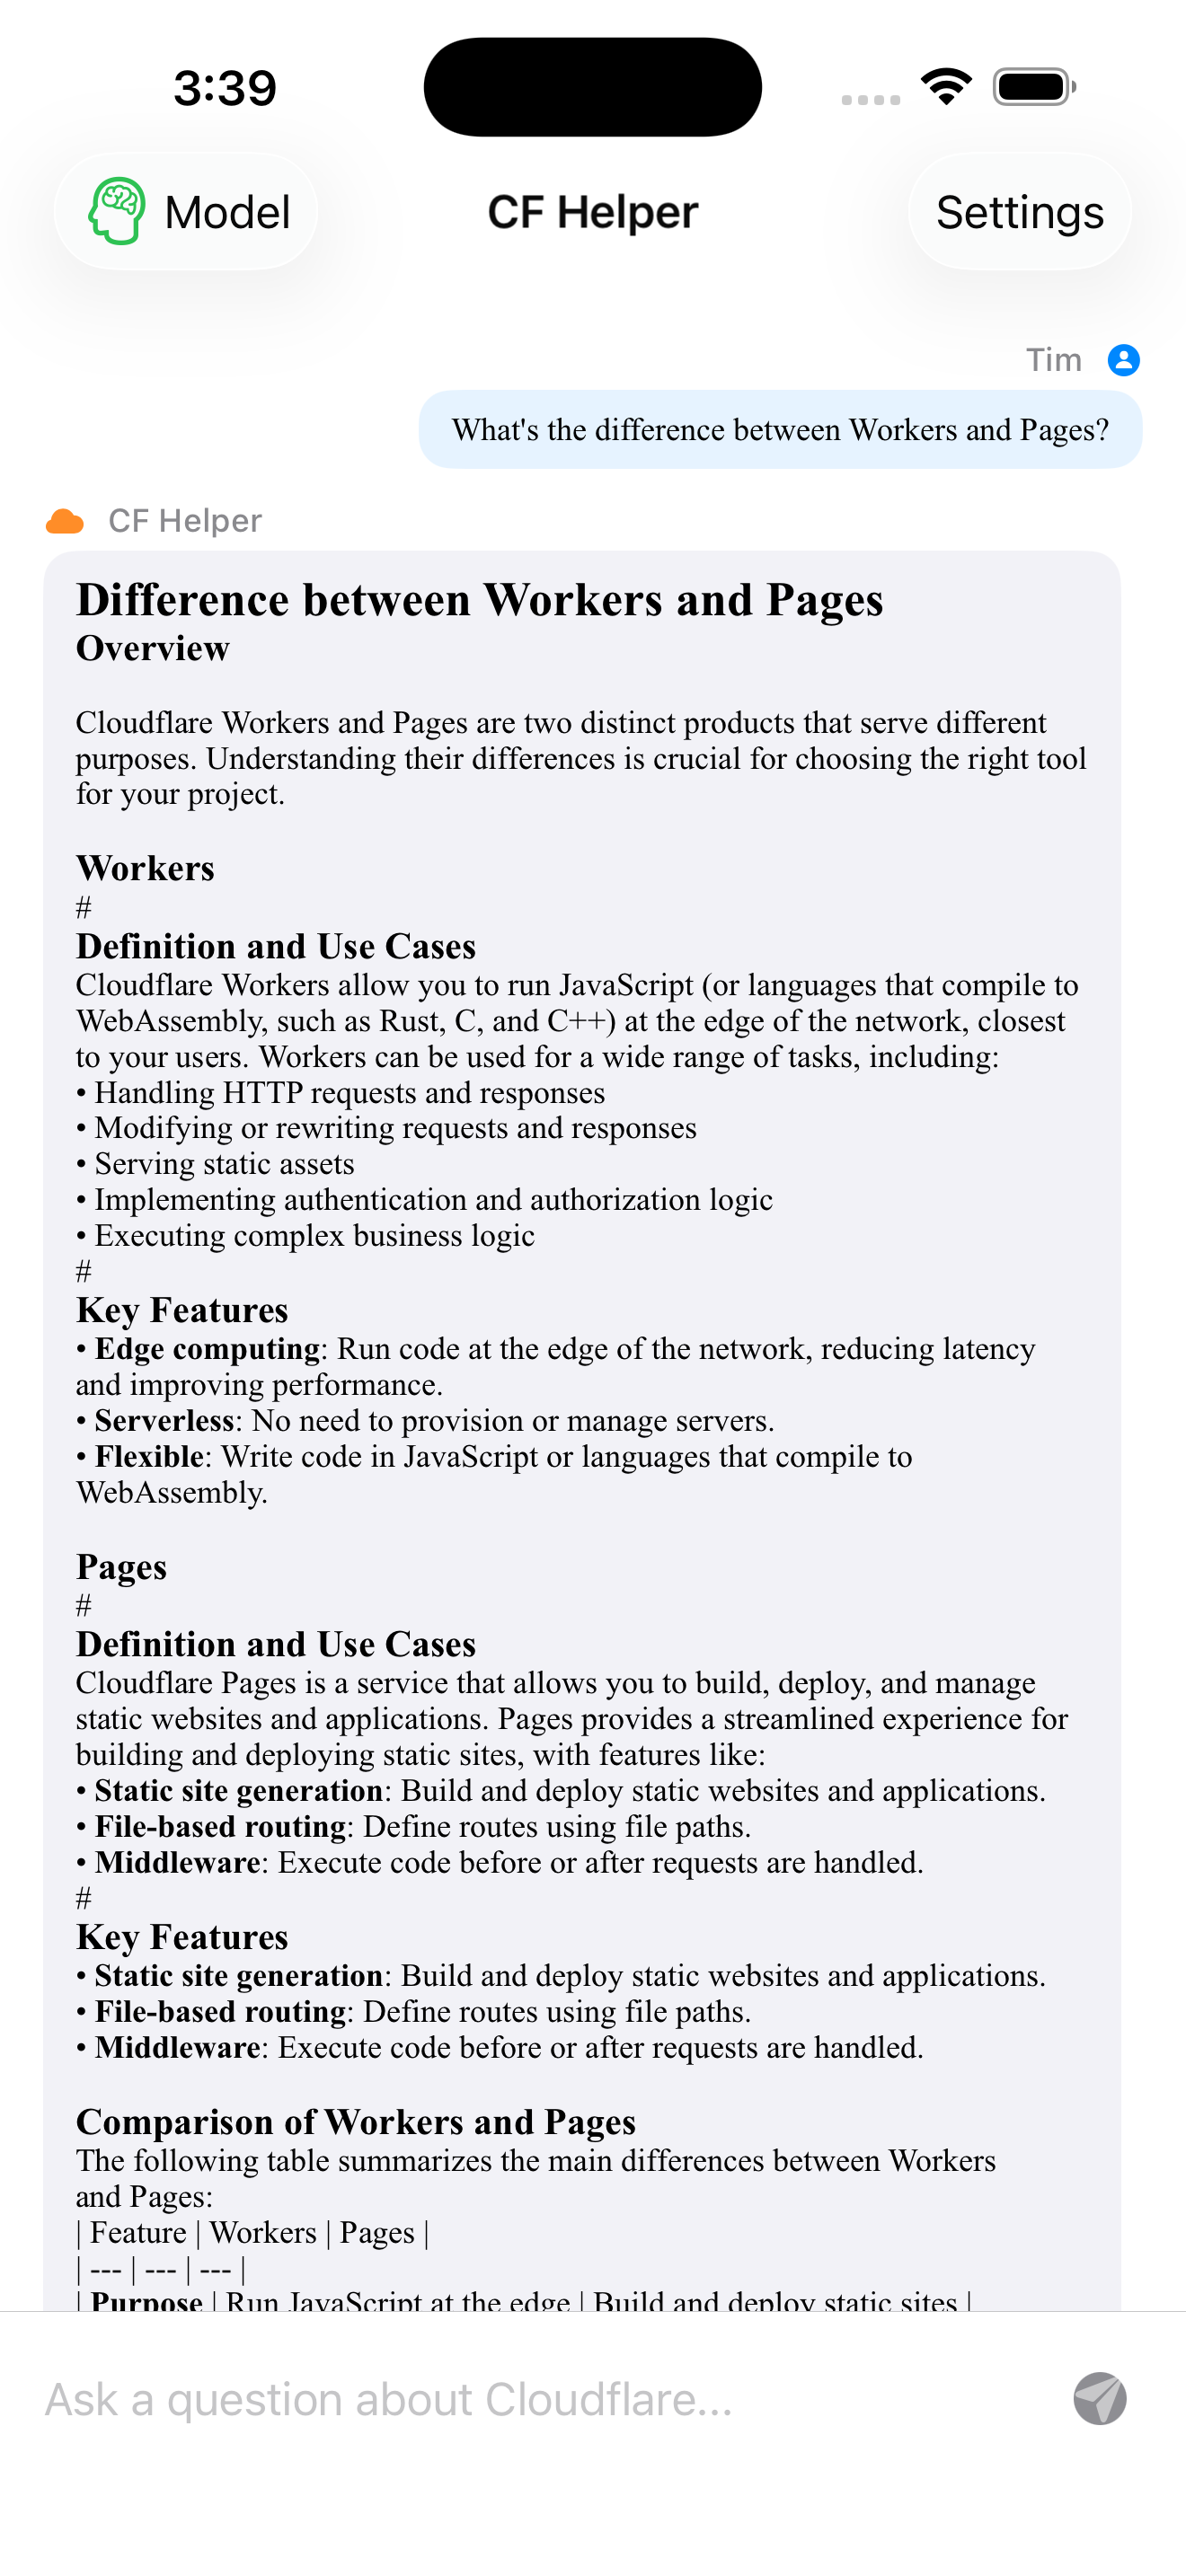 3:39
Model
CF Helper
Settings
Tim
What's the difference between Workers and Pages?
CF Helper
Difference between Workers and Pages
Overview
Cloudflare Workers and Pages are two distinct products that serve different
purposes. Understanding their differences is crucial for choosing the right tool
for your project.
Workers
#
Definition and Use Cases
Cloudflare Workers allow you to run JavaScript (or languages that compile to
WebAssembly, such as Rust, C, and C++) at the edge of the network, closest
to your users. Workers can be used for a wide range of tasks, including:
• Handling HTTP requests and responses
• Modifying or rewriting requests and responses
• Serving static assets
• Implementing authentication and authorization logic
• Executing complex business logic
#
Key Features
• Edge computing: Run code at the edge of the network, reducing latency
and improving performance.
• Serverless: No need to provision or manage servers.
• Flexible: Write code in JavaScript or languages that compile to
WebAssembly.
Pages
#
Definition and Use Cases
Cloudflare Pages is a service that allows you to build, deploy, and manage
static websites and applications. Pages provides a streamlined experience for
building and deploying static sites, with features like:
• Static site generation: Build and deploy static websites and applications.
• File-based routing: Define routes using file paths.
• Middleware: Execute code before or after requests are handled.
#
Key Features
• Static site generation: Build and deploy static websites and applications.
• File-based routing: Define routes using file paths.
• Middleware: Execute code before or after requests are handled.
Comparison of Workers and Pages
The following table summarizes the main differences between Workers
and Pages:
| Feature | Workers | Pages |
| --- | --- | --- |
| Purpose | Run JavaScript at the edge | Build and deploy static sites |
Ask a question about Cloudflare...